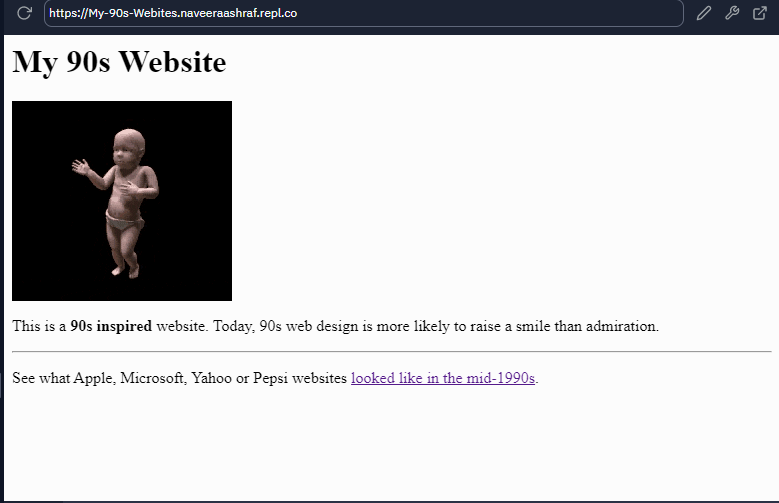 https://My-90s-Webites.naveeraashraf.repl.co
My 90s Website
This is a 90s inspired website. Today, 90s web design is more likely to raise a smile than admiration.
See what Apple, Microsoft, Yahoo or Pepsi websites looked like in the mid-1990s.